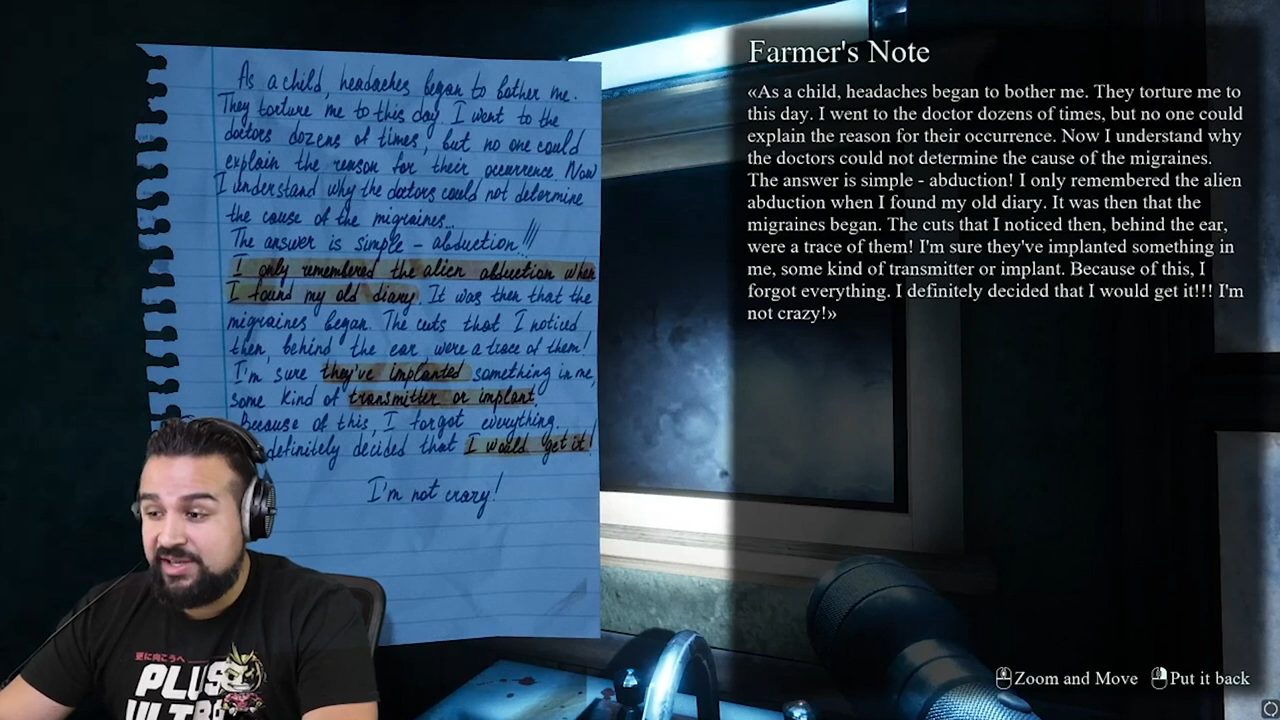 As a child, headaches began to bother me.
They torture me to this day I went to the
doctors dozens of times, but no one could
explain the reason for their occurrence. Now
I understand why the doctors could not determine
the cause of the migraines...
The answer is simple - abduction!!!
I only remembered the alien abduction when
I found my old diary. It was then that the
migraines began. The cuts that I noticed
then, behind the ear, were a trace of them!
I'm sure they've implanted something in me,
some kind of transmitter or implant.
Because of this, I forgot everything.
definitely decided that I would get it!
I'm not crazy!
Farmer's Note
«As a child, headaches began to bother me. They torture me to
this day. I went to the doctor dozens of times, but no one could
explain the reason for their occurrence. Now I understand why
the doctors could not determine the cause of the migraines.
The answer is simple - abduction! I only remembered the alien
abduction when I found my old diary. It was then that the
migraines began. The cuts that I noticed then, behind the ear,
were a trace of them! I'm sure they've implanted something in
me, some kind of transmitter or implant. Because of this, I
forgot everything. I definitely decided that I would get it!!! I'm
not crazy!»
更に向こうへ
PLUS
ULTRA
Zoom and Move
Put it back